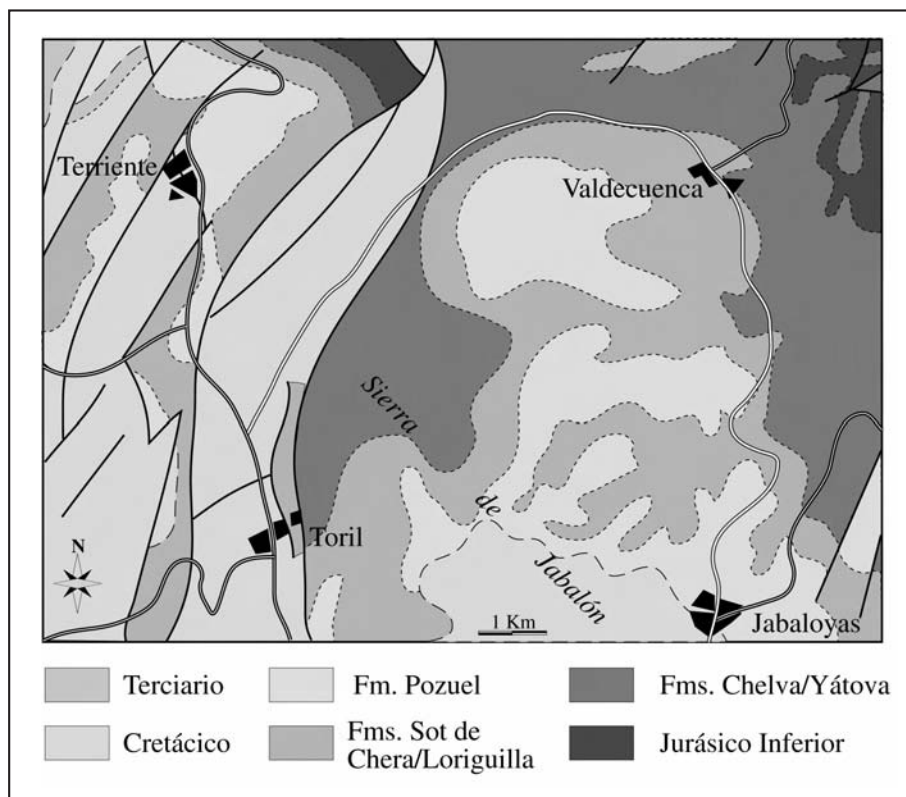 Terriente
Valdecuenca
Sierra
de
Jabalón
N
Toril
1 Km
Jabaloyas
Terciario
Fm. Pozuel
Fms. Chelva/Yátova
Cretácico
Fms. Sot de
Chera/Loriguilla
Jurásico Inferior